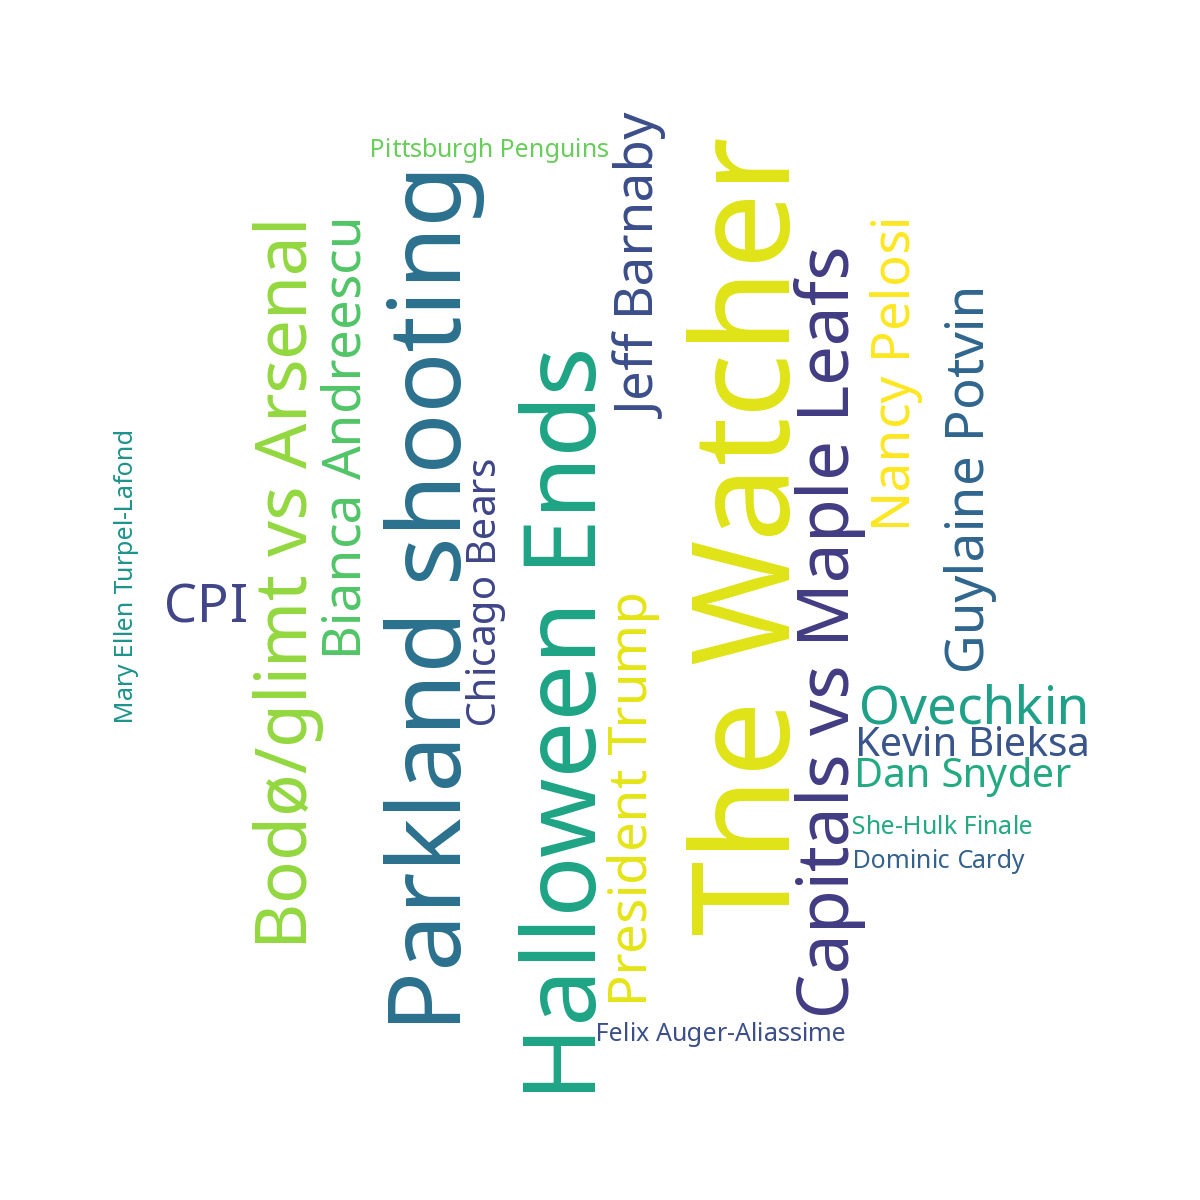 Pittsburgh Penguins
Mary Ellen Turpel-Lafond
CPI
Bodø/glimt vs Arsenal
Bianca Andreescu
Parkland shooting
Chicago Bears
Halloween Ends
Jeff Barnaby
President Trump
The Watcher
Capitals vs Maple Leafs
Nancy Pelosi
Guylaine Potvin
Ovechkin
Kevin Bieksa
Dan Snyder
She-Hulk Finale
Dominic Cardy
Felix Auger-Aliassime